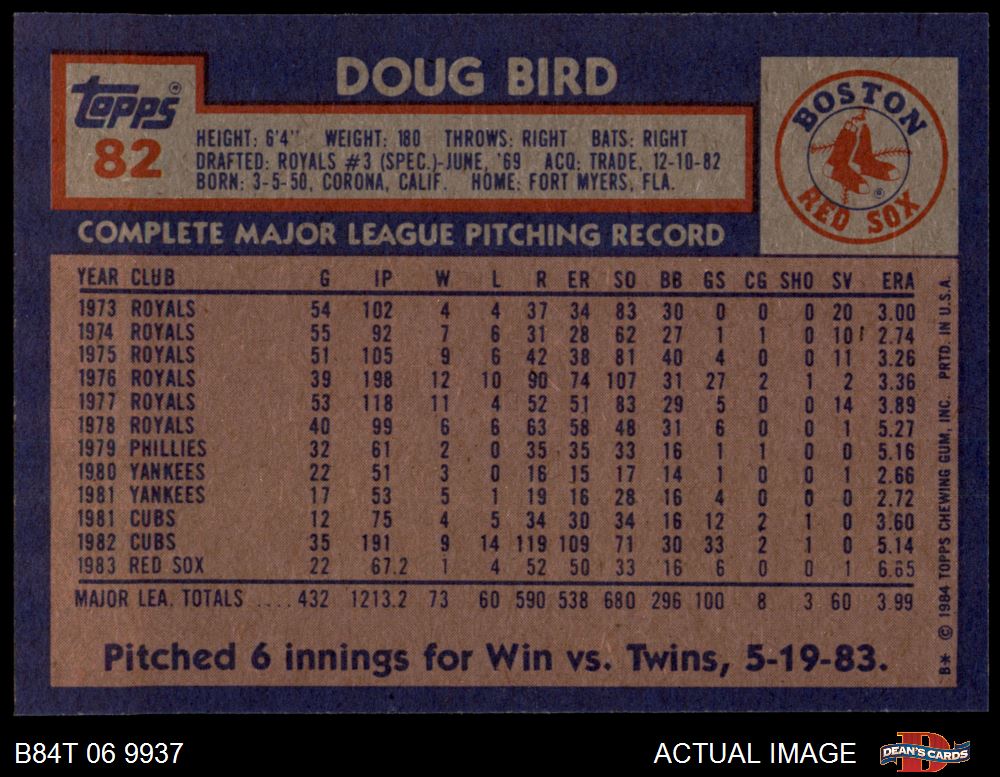 DOUG BIRD
topps®
82
HEIGHT: 6'4" WEIGHT: 180 THROWS: RIGHT BATS: RIGHT
DRAFTED: ROYALS #3 (SPEC.)-JUNE, '69 ACQ: TRADE, 12-10-82
BORN: 3-5-50, CORONA, CALIF. HOME: FORT MYERS, FLA.
BOSTON
RED SOX
®
COMPLETE MAJOR LEAGUE PITCHING RECORD
YEAR CLUB G IP W L R ER SO BB GS CG SHO SV ERA
1973 ROYALS 54 102 4 4 37 34 83 30 0 0 0 20 3.00
1974 ROYALS 55 92 7 6 31 28 62 27 1 1 0 10 2.74
1975 ROYALS 51 105 9 6 42 38 81 40 4 0 0 11 3.26
1976 ROYALS 39 198 12 10 90 74 107 31 27 2 1 2 3.36
1977 ROYALS 53 118 11 4 52 51 83 29 5 0 0 14 3.89
1978 ROYALS 40 99 6 6 63 58 48 31 6 0 0 1 5.27
1979 PHILLIES 32 61 2 0 35 35 33 16 1 1 0 0 5.16
1980 YANKEES 22 51 3 0 16 15 17 14 1 0 0 1 2.66
1981 YANKEES 17 53 5 1 19 16 28 16 4 0 0 0 2.72
1981 CUBS 12 75 4 5 34 30 34 16 12 2 1 0 3.60
1982 CUBS 35 191 9 14 119 109 71 30 33 2 1 0 5.14
1983 RED SOX 22 67.2 1 4 52 50 33 16 6 0 0 1 6.65
MAJOR LEA. TOTALS .... 432 1213.2 73 60 590 538 680 296 100 8 3 60 3.99
Pitched 6 innings for Win vs. Twins, 5-19-83.
B* © 1984 TOPPS CHEWING GUM, INC. PRTD. IN U.S.A.
B84T 06 9937
ACTUAL IMAGE
DEAN'S CARDS